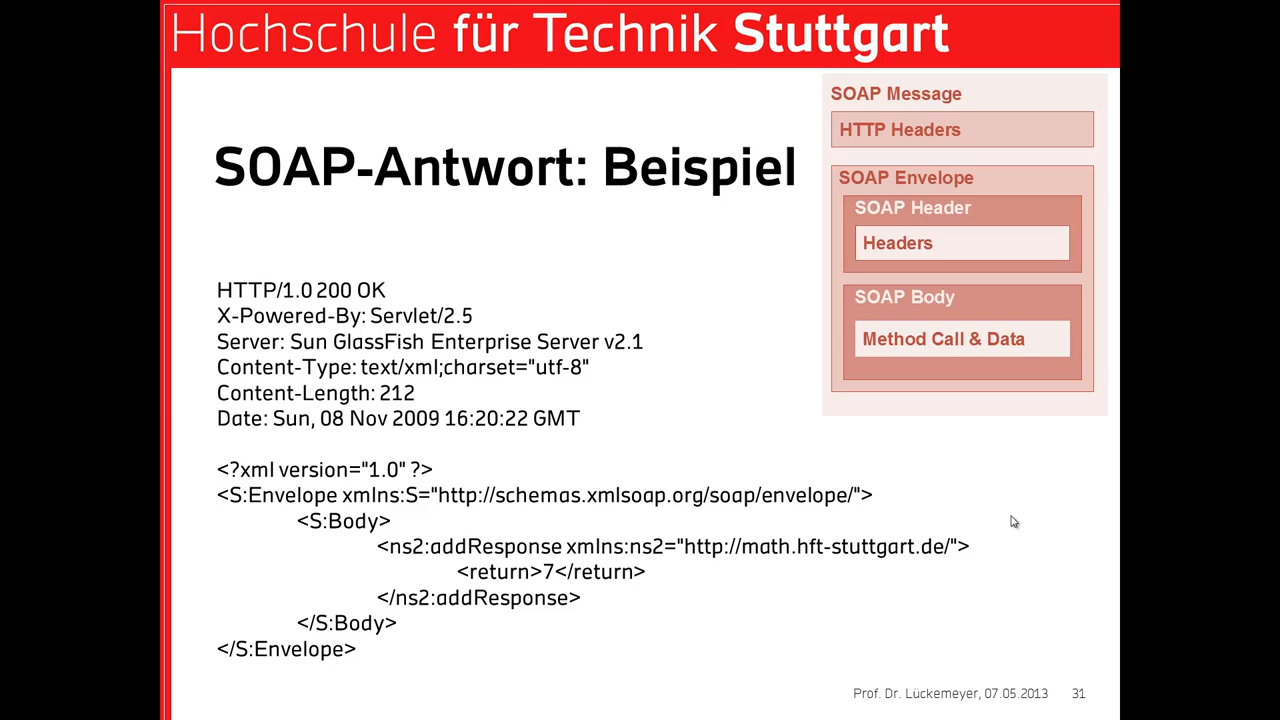 Hochschule für Technik Stuttgart
SOAP-Antwort: Beispiel
SOAP Message
HTTP Headers
SOAP Envelope
SOAP Header
Headers
SOAP Body
Method Call & Data
HTTP/1.0 200 OK
X-Powered-By: Servlet/2.5
Server: Sun GlassFish Enterprise Server v2.1
Content-Type: text/xml;charset="utf-8"
Content-Length: 212
Date: Sun, 08 Nov 2009 16:20:22 GMT
<?xml version="1.0" ?>
<S:Envelope xmlns:S="http://schemas.xmlsoap.org/soap/envelope/">
<S:Body>
<ns2:addResponse xmlns:ns2="http://math.hft-stuttgart.de/">
<return>7</return>
</ns2:addResponse>
</S:Body>
</S:Envelope>
Prof. Dr. Lückemeyer, 07.05.2013 31